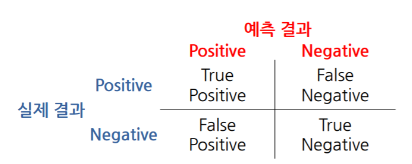 예측 결과
Positive Negative
Positive True Positive False Negative
실제 결과
Negative False Positive True Negative